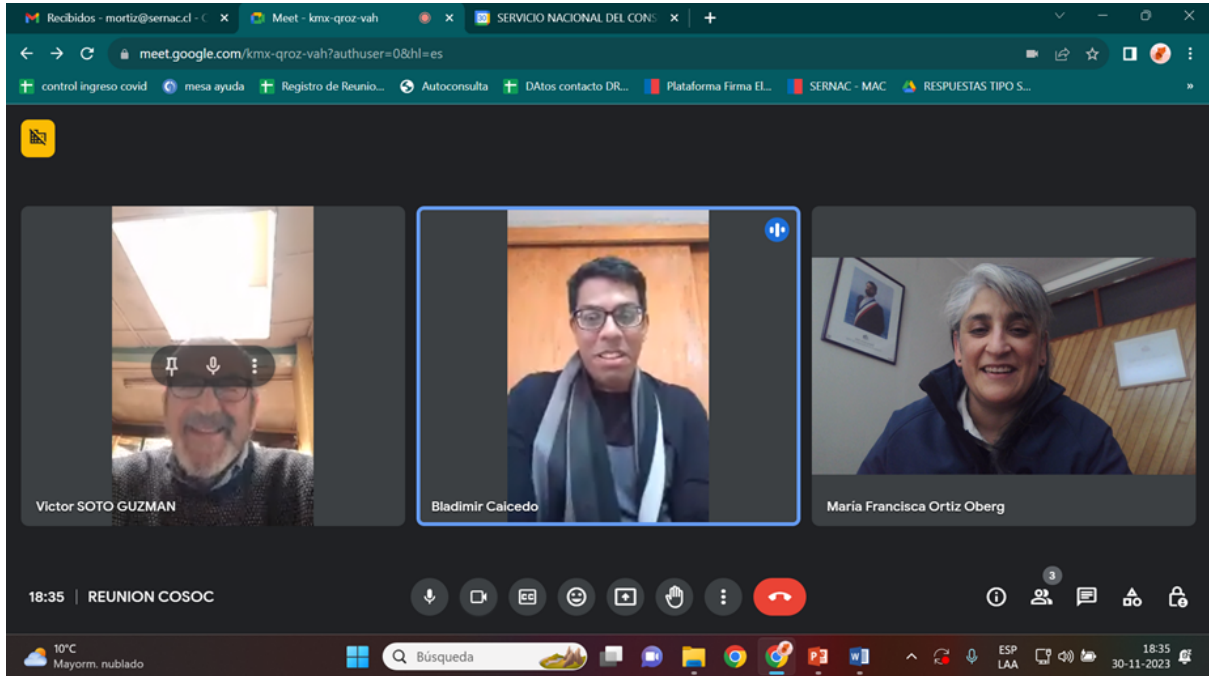 Recibidos - mortiz@sernac.cl - C
Meet - kmx-qroz-vah
SERVICIO NACIONAL DEL CONS
meet.google.com/kmx-qroz-vah?authuser=0&hl=es
control ingreso covid
mesa ayuda
Registro de Reunio...
Autoconsulta
DAtos contacto DR...
Plataforma Firma El...
SERNAC - MAC
RESPUESTAS TIPO S...
»
Victor SOTO GUZMAN
Bladimir Caicedo
María Francisca Ortiz Oberg
18:35 | REUNION COSOC
3
10°C
Mayorm. nublado
Búsqueda
ESP
LAA
18:35
30-11-2023